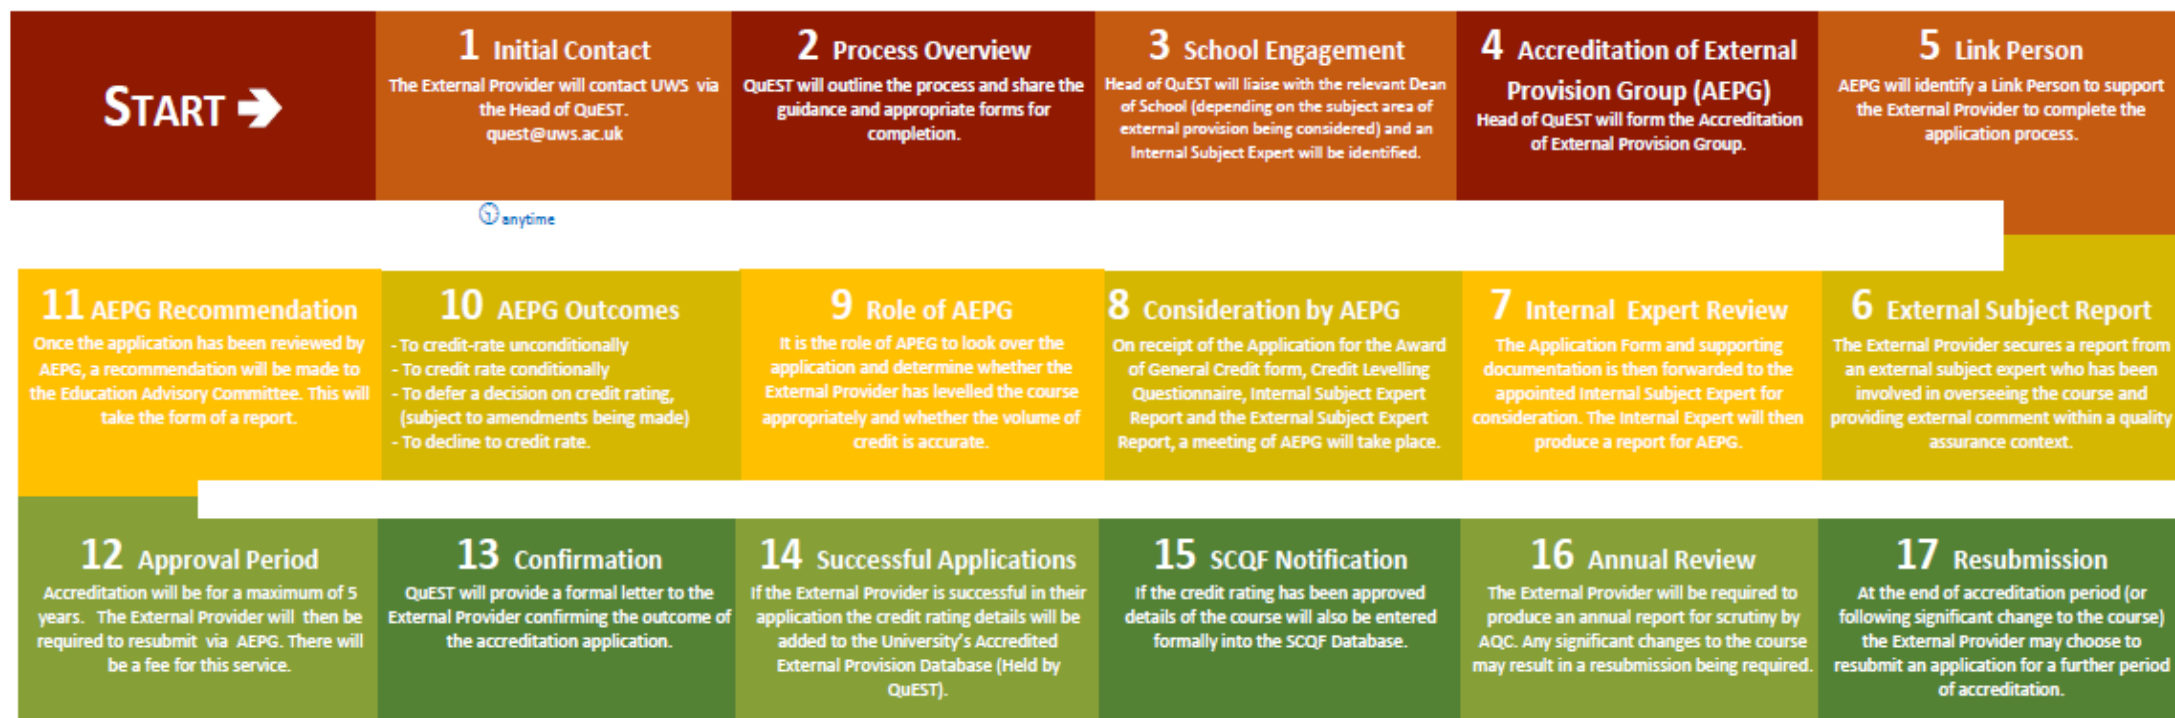 START
1 Initial Contact
The External Provider will contact UWS via
the Head of QuEST.
quest@uws.ac.uk
2 Process Overview
QuEST will outline the process and share the
guidance and appropriate forms for
completion.
3 School Engagement
Head of QuEST will liaise with the relevant Dean
of School (depending on the subject area of
external provision being considered) and an
Internal Subject Expert will be identified.
4 Accreditation of External
Provision Group (AEPG)
Head of QuEST will form the Accreditation
of External Provision Group.
5 Link Person
AEPG will identify a Link Person to support
the External Provider to complete the
application process.
anytime
11 AEPG Recommendation
Once the application has been reviewed by
AEPG, a recommendation will be made to
the Education Advisory Committee. This will
take the form of a report.
10 AEPG Outcomes
- To credit-rate unconditionally
- To credit rate conditionally
- To defer a decision on credit rating,
(subject to amendments being made)
- To decline to credit rate.
9 Role of AEPG
It is the role of APEG to look over the
application and determine whether the
External Provider has levelled the course
appropriately and whether the volume of
credit is accurate.
8 Consideration by AEPG
On receipt of the Application for the Award
of General Credit form, Credit Levelling
Questionnaire, Internal Subject Expert
Report and the External Subject Expert
Report, a meeting of AEPG will take place.
7 Internal Expert Review
The Application Form and supporting
documentation is then forwarded to the
appointed Internal Subject Expert for
consideration. The Internal Expert will then
produce a report for AEPG.
6 External Subject Report
The External Provider secures a report from
an external subject expert who has been
involved in overseeing the course and
providing external comment within a quality
assurance context.
12 Approval Period
Accreditation will be for a maximum of 5
years. The External Provider will then be
required to resubmit via AEPG. There will
be a fee for this service.
13 Confirmation
QuEST will provide a formal letter to the
External Provider confirming the outcome of
the accreditation application.
14 Successful Applications
If the External Provider is successful in their
application the credit rating details will be
added to the University's Accredited
External Provision Database (Held by
QuEST).
15 SCQF Notification
If the credit rating has been approved
details of the course will also be entered
formally into the SCQF Database.
16 Annual Review
The External Provider will be required to
produce an annual report for scrutiny by
AQC. Any significant changes to the course
may result in a resubmission being required.
17 Resubmission
At the end of accreditation period (or
following significant change to the course)
the External Provider may choose to
resubmit an application for a further period
of accreditation.